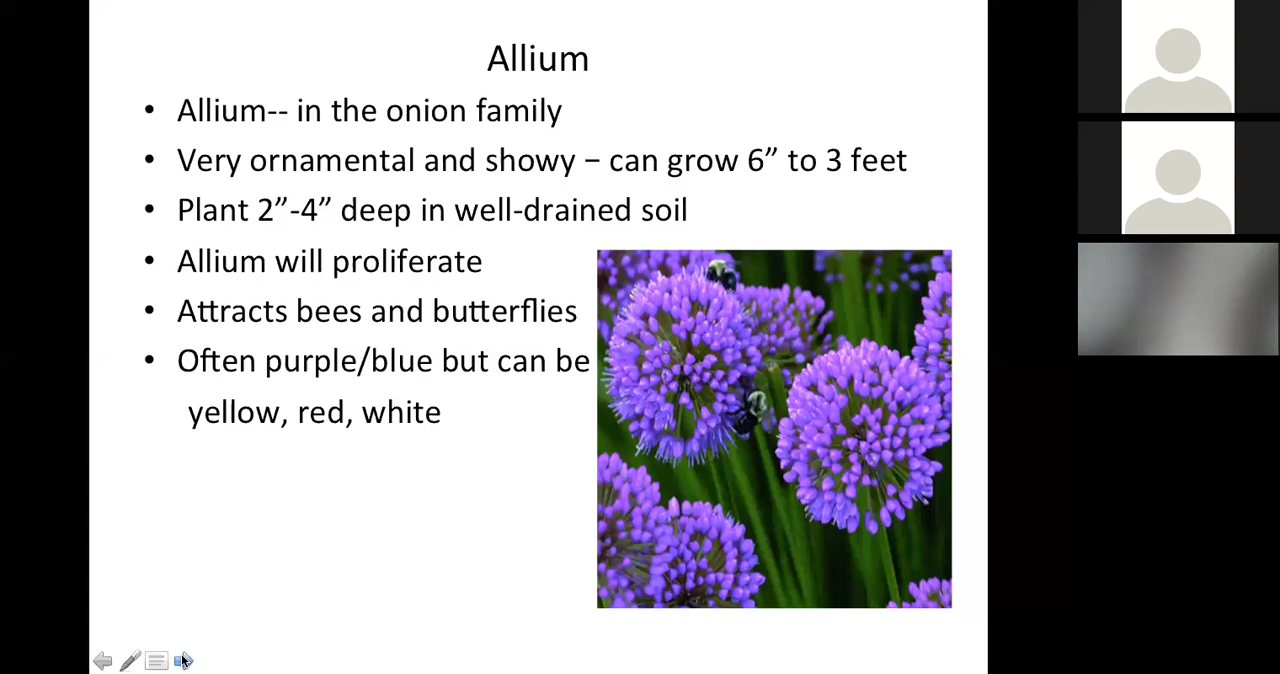 Allium
• Allium-- in the onion family
• Very ornamental and showy – can grow 6” to 3 feet
• Plant 2”-4” deep in well-drained soil
• Allium will proliferate
• Attracts bees and butterflies
• Often purple/blue but can be
yellow, red, white